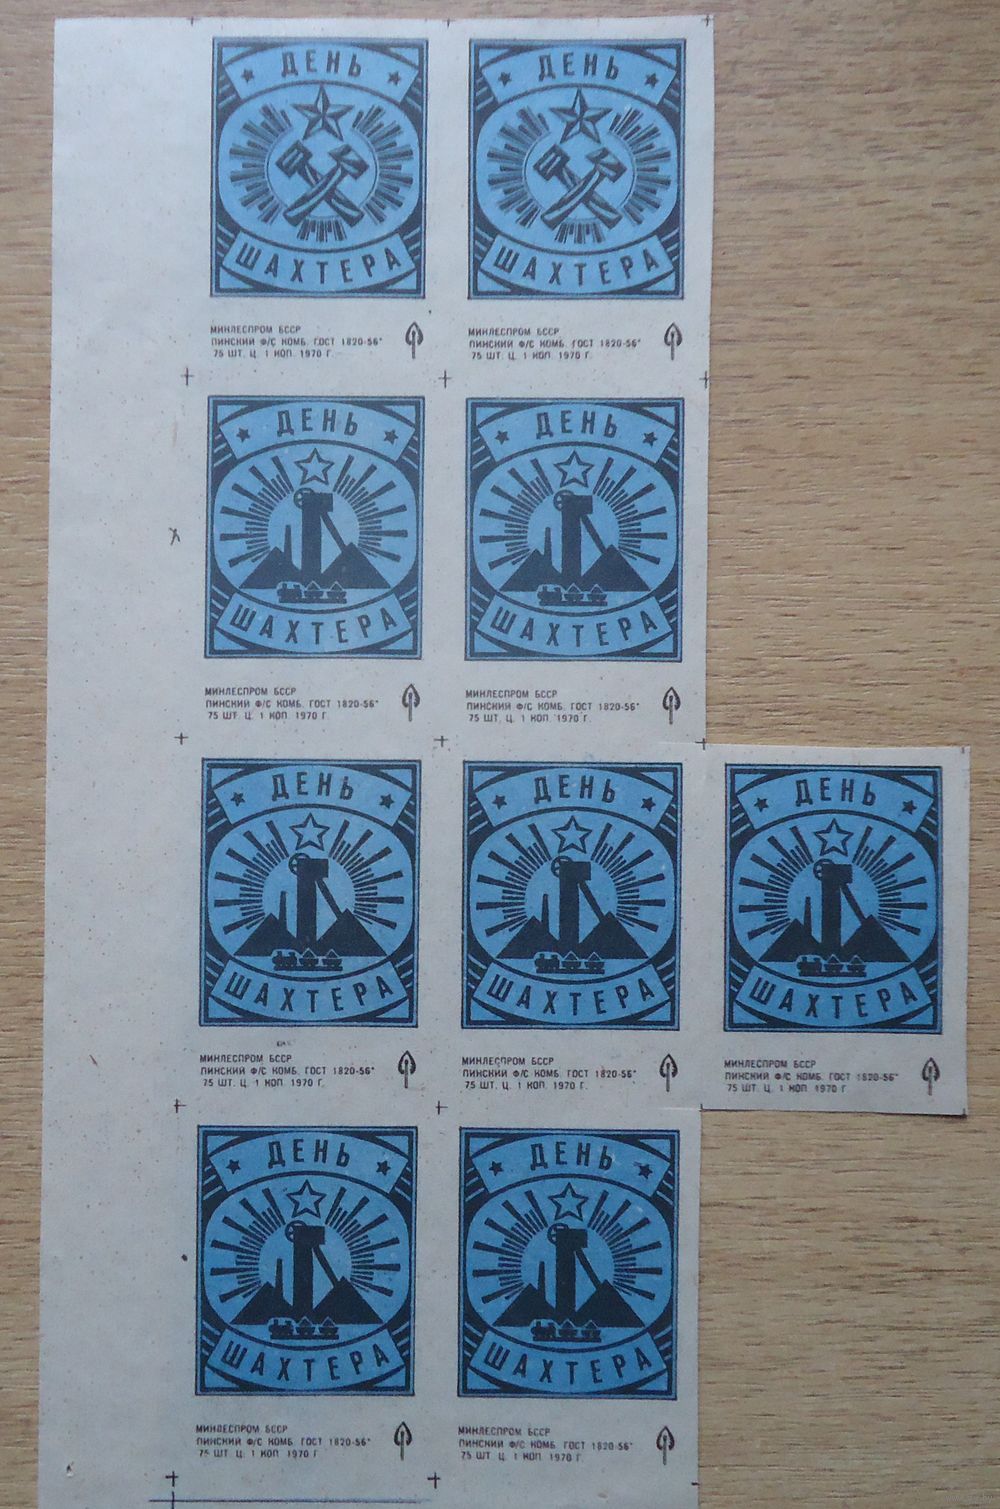 ДЕНЬ ДЕНЬ
ШАХТЕРА ШАХТЕРА
МИНЛЕСПРОМ БССР МИНЛЕСПРОМ БССР
ПИНСКИЙ Ф/С КОМБ. ГОСТ 1820-56* ПИНСКИЙ Ф/С КОМБ. ГОСТ 1820-56*
75 ШТ. Ц. 1 КОП. 1970 Г. 75 ШТ. Ц. 1 КОП. 1970 Г.
ДЕНЬ ДЕНЬ
ШАХТЕРА ШАХТЕРА
МИНЛЕСПРОМ БССР МИНЛЕСПРОМ БССР
ПИНСКИЙ Ф/С КОМБ. ГОСТ 1820-56* ПИНСКИЙ Ф/С КОМБ. ГОСТ 1820-56*
75 ШТ. Ц. 1 КОП. 1970 Г. 75 ШТ. Ц. 1 КОП. 1970 Г.
ДЕНЬ ДЕНЬ ДЕНЬ
ШАХТЕРА ШАХТЕРА ШАХТЕРА
МИНЛЕСПРОМ БССР МИНЛЕСПРОМ БССР МИНЛЕСПРОМ БССР
ПИНСКИЙ Ф/С КОМБ. ГОСТ 1820-56* ПИНСКИЙ Ф/С КОМБ. ГОСТ 1820-56* ПИНСКИЙ Ф/С КОМБ. ГОСТ 1820-56*
75 ШТ. Ц. 1 КОП. 1970 Г. 75 ШТ. Ц. 1 КОП. 1970 Г. 75 ШТ. Ц. 1 КОП. 1970 Г.
ДЕНЬ ДЕНЬ
ШАХТЕРА ШАХТЕРА
МИНЛЕСПРОМ БССР МИНЛЕСПРОМ БССР
ПИНСКИЙ Ф/С КОМБ. ГОСТ 1820-56* ПИНСКИЙ Ф/С КОМБ. ГОСТ 1820-56*
75 ШТ. Ц. 1 КОП. 1970 Г. 75 ШТ. Ц. 1 КОП. 1970 Г.